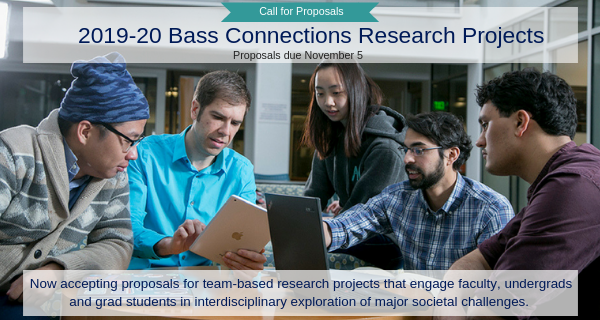 Call for Proposals
2019-20 Bass Connections Research Projects
Proposals due November 5
Now accepting proposals for team-based research projects that engage faculty, undergrads
and grad students in interdisciplinary exploration of major societal challenges.